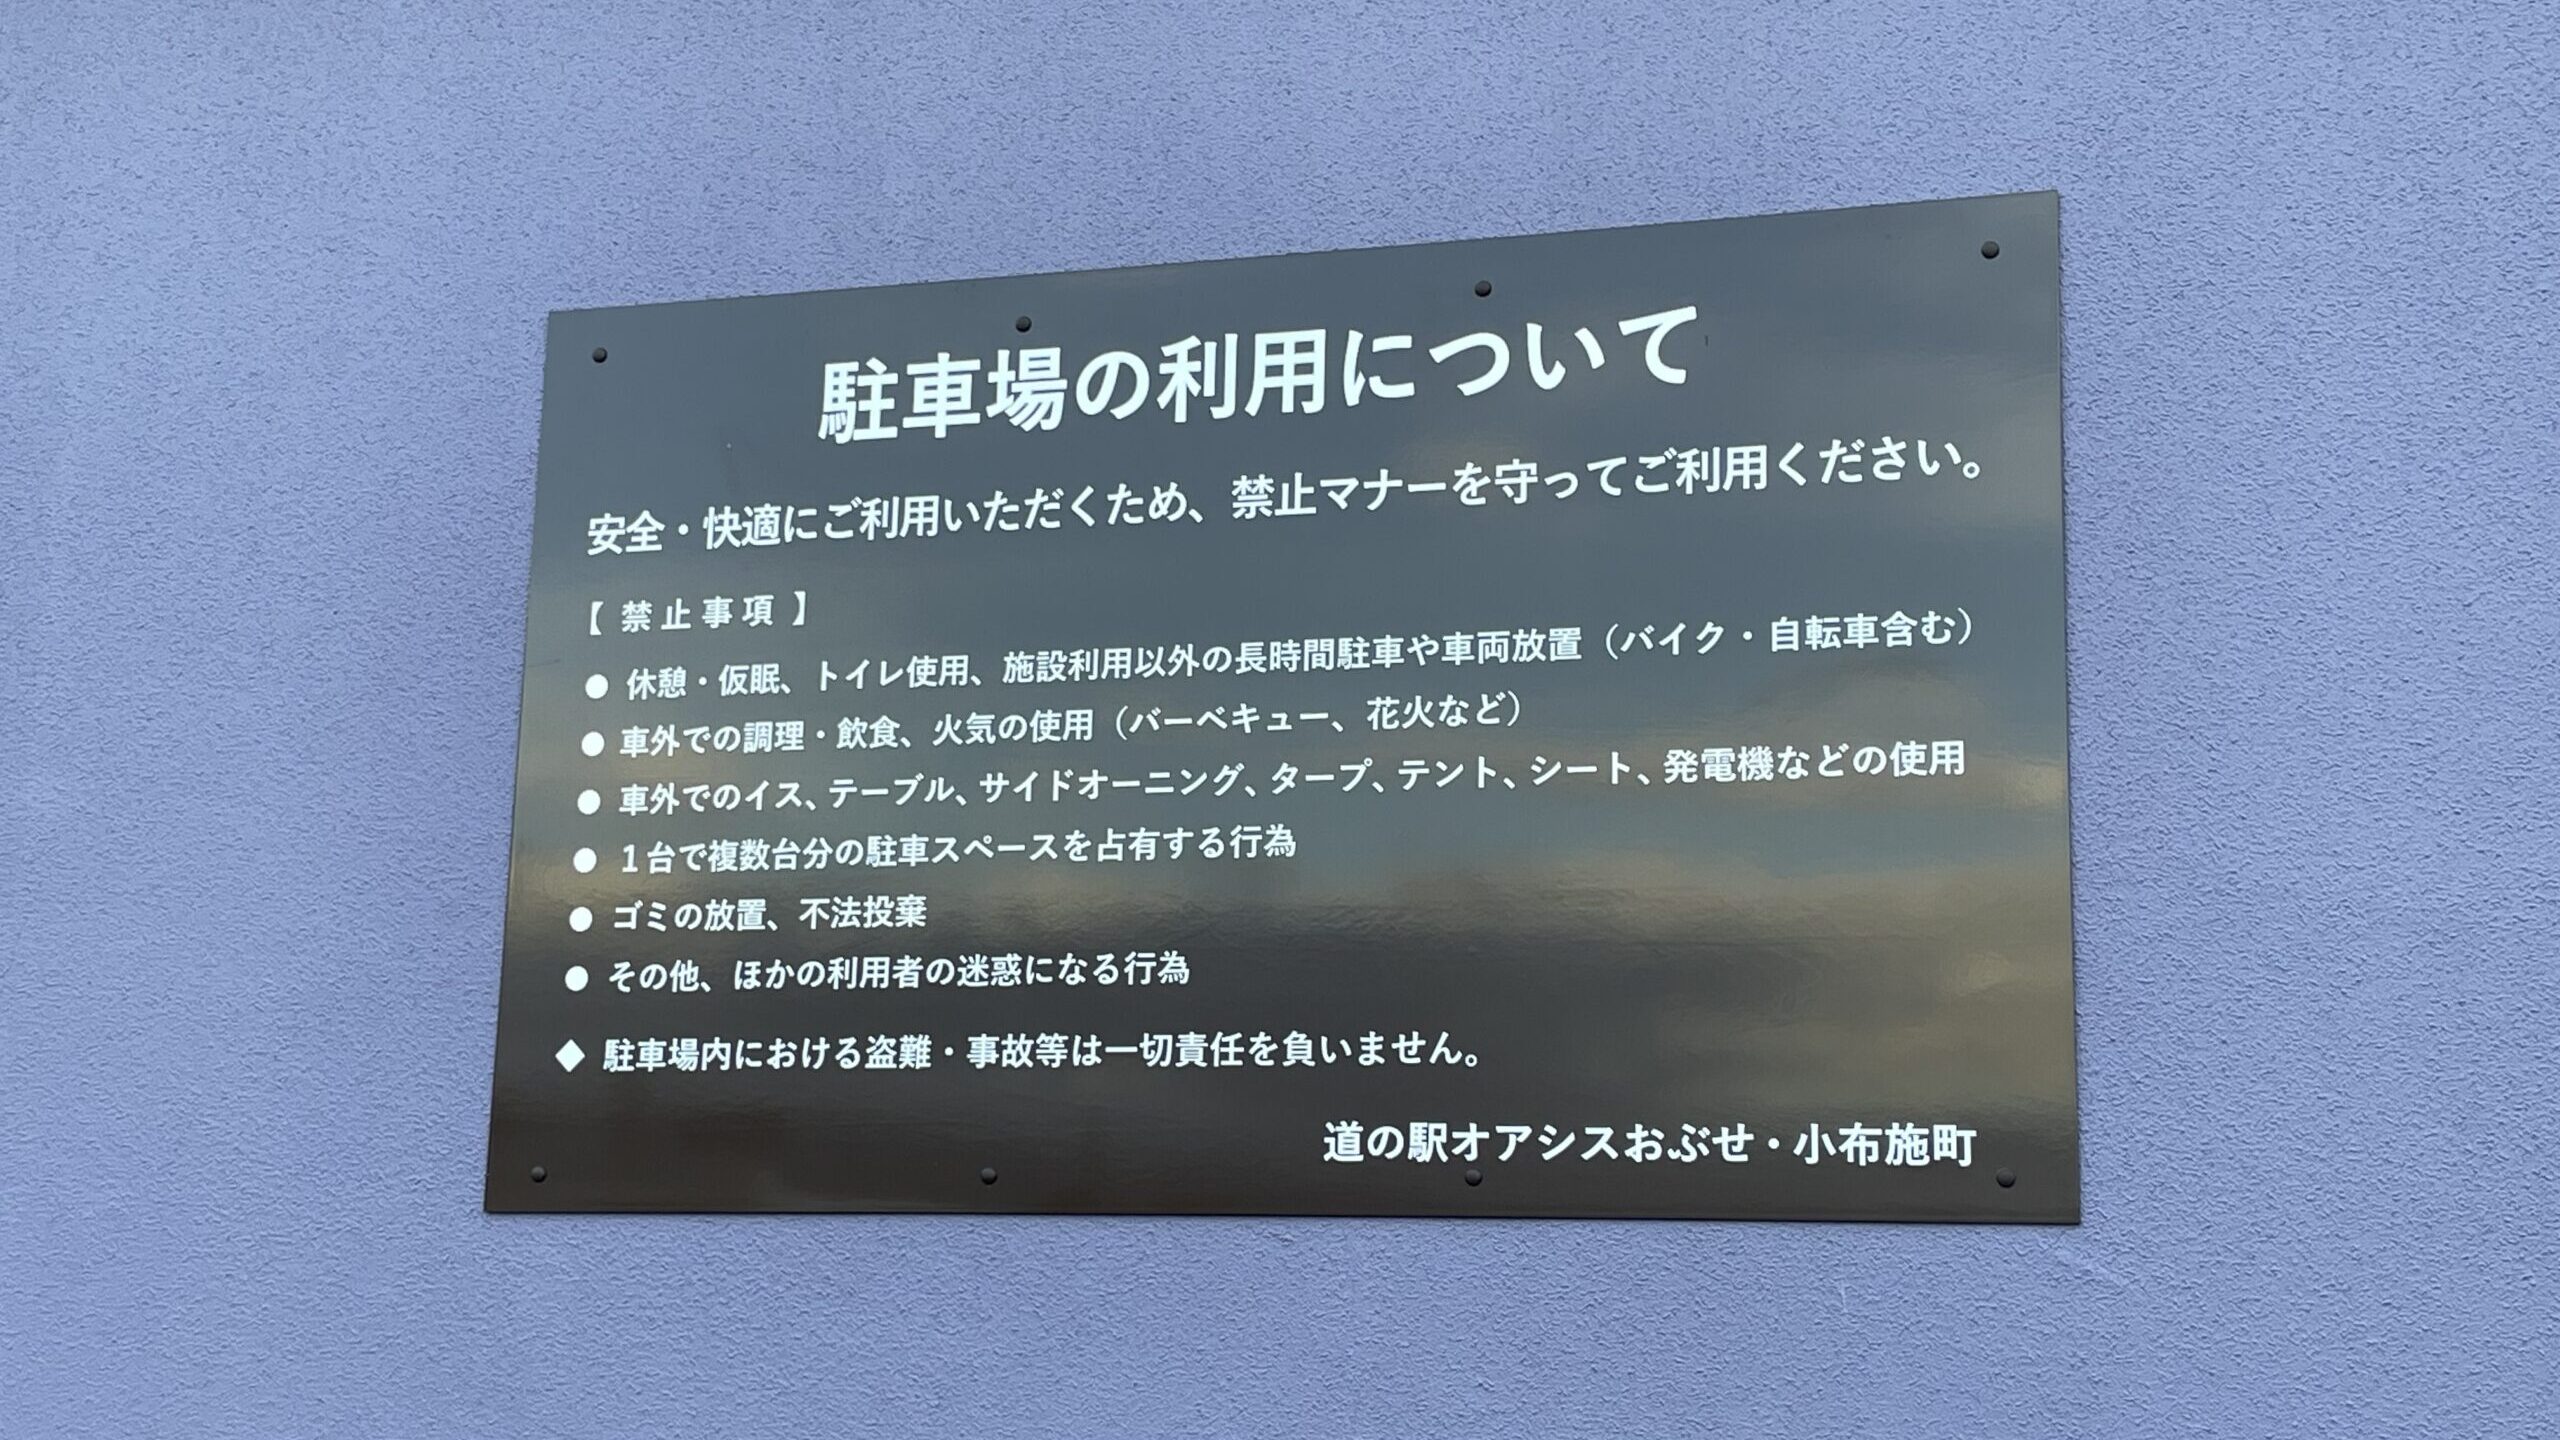 駐車場の利用について
安全・快適にご利用いただくため、禁止マナーを守ってご利用ください。
【 禁止事項 】
● 休憩・仮眠、トイレ使用、施設利用以外の長時間駐車や車両放置（バイク・自転車含む）
● 車外での調理・飲食、火気の使用（バーベキュー、花火など）
● 車外でのイス、テーブル、サイドオーニング、タープ、テント、シート、発電機などの使用
● １台で複数台分の駐車スペースを占有する行為
● ゴミの放置、不法投棄
● その他、ほかの利用者の迷惑になる行為
◆ 駐車場内における盗難・事故等は一切責任を負いません。
道の駅オアシスおぶせ・小布施町